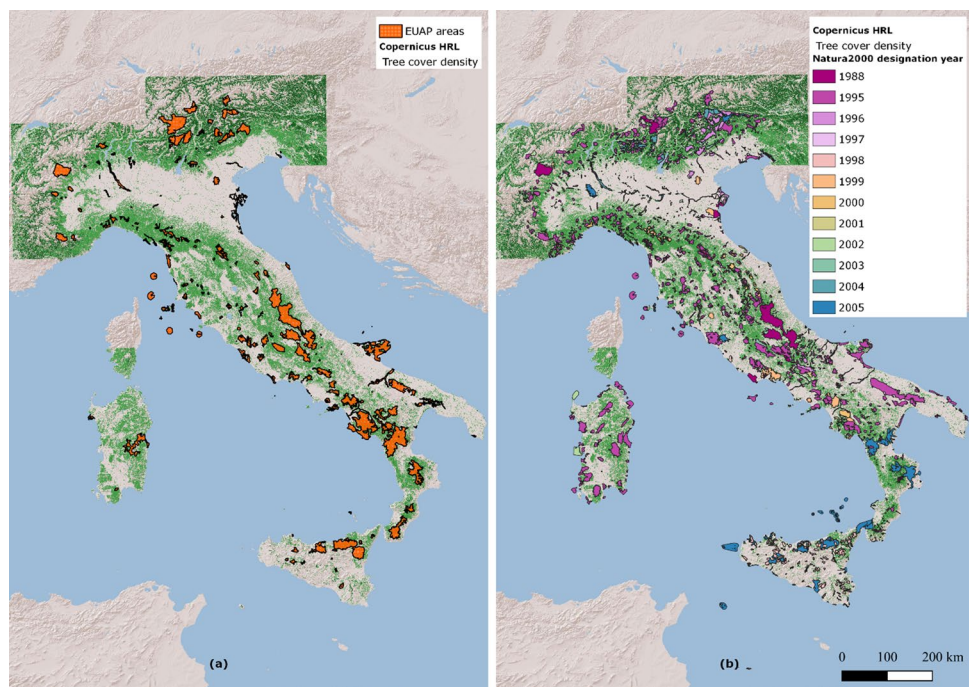 EUAP areas
Copernicus HRL
Tree cover density
(a)
Copernicus HRL
Tree cover density
Natura2000 designation year
1988
1995
1996
1997
1998
1999
2000
2001
2002
2003
2004
2005
(b)
0 100 200 km